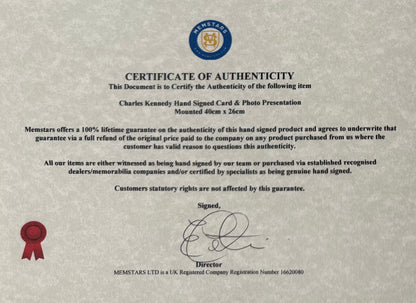 MEMSTARS
CERTIFICATE OF AUTHENTICITY
This Document is to Certify the Authenticity of the following item
Charles Kennedy Hand Signed Card & Photo Presentation
Mounted 40cm x 26cm
Memstars offers a 100% lifetime guarantee on the authenticity of this hand signed product and agrees to underwrite that
guarantee via a full refund of the original price paid to the company on any product purchased from us where the
customer has valid reason to questions this authenticity.
All our items are either witnessed as being hand signed by our team or purchased via established recognised
dealers/memorabilia companies and/or certified by specialists as being genuine hand signed.
Customers statutory rights are not affected by this guarantee.
Signed,
Director
MEMSTARS LTD is a UK Registered Company Registration Number 16620080